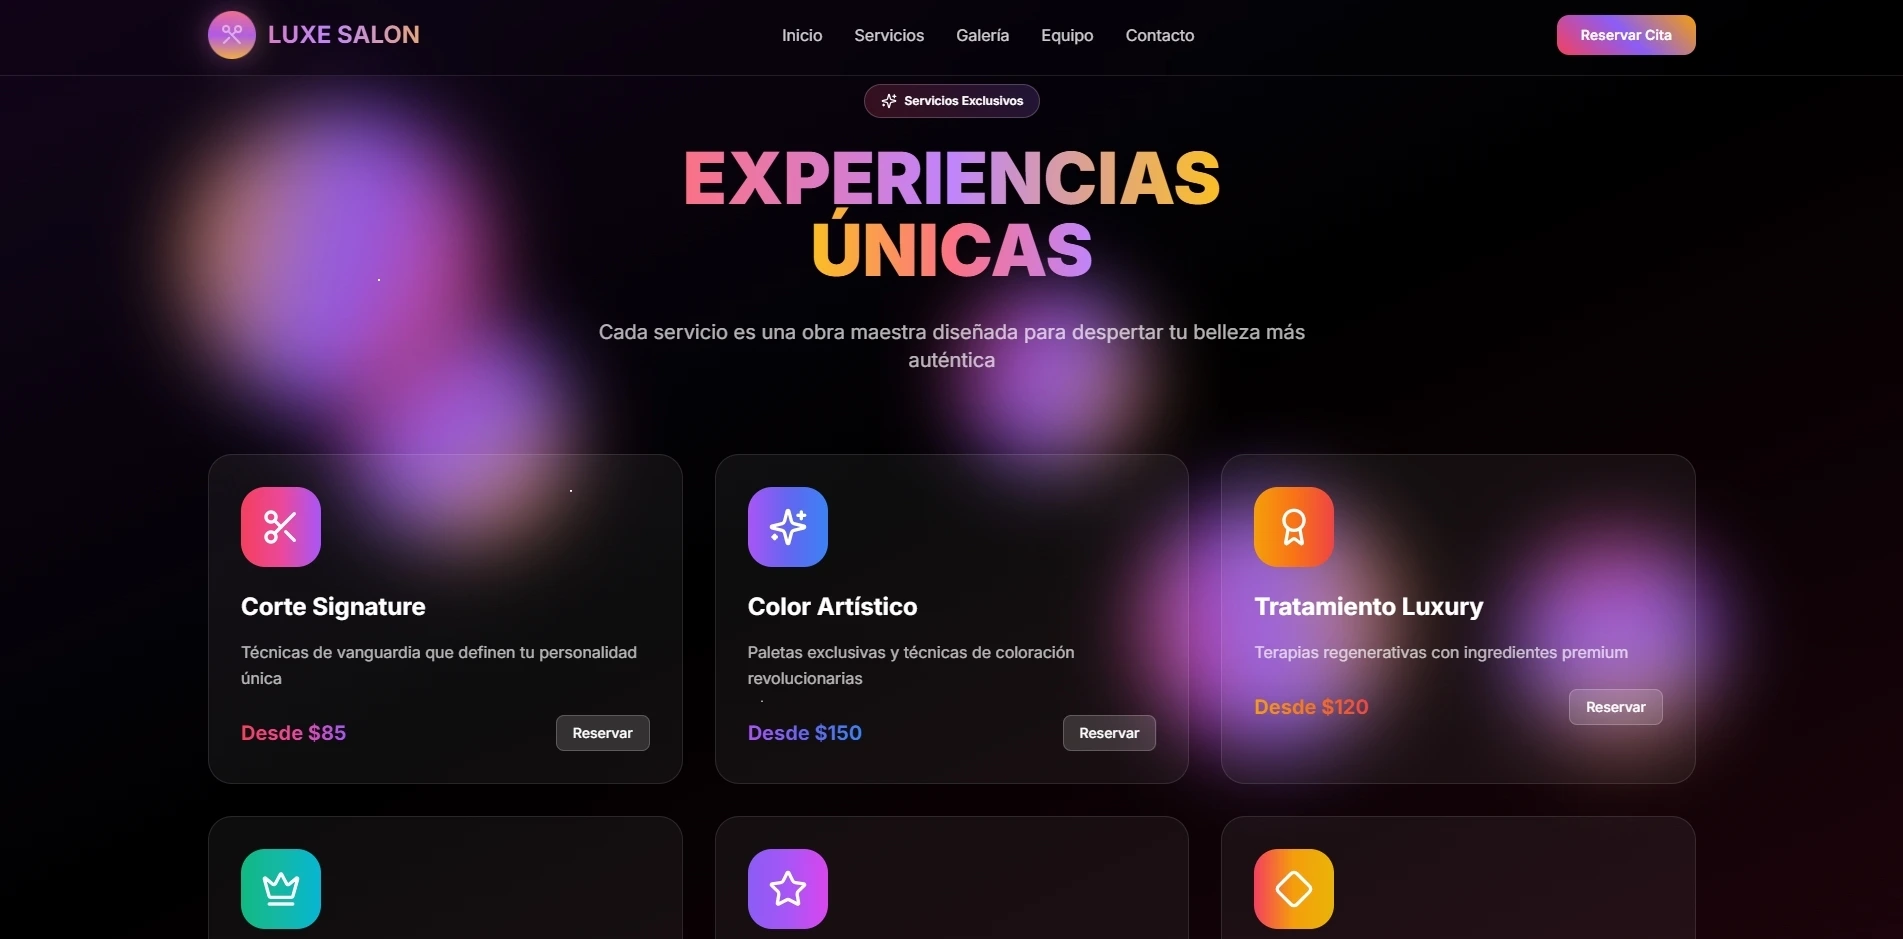 LUXE SALON
Inicio Servicios Galería Equipo Contacto
Reservar Cita
Servicios Exclusivos
EXPERIENCIAS
ÚNICAS
Cada servicio es una obra maestra diseñada para despertar tu belleza más
auténtica
Corte Signature
Técnicas de vanguardia que definen tu personalidad
única
Desde $85
Reservar
Color Artístico
Paletas exclusivas y técnicas de coloración
revolucionarias
Desde $150
Reservar
Tratamiento Luxury
Terapias regenerativas con ingredientes premium
Desde $120
Reservar